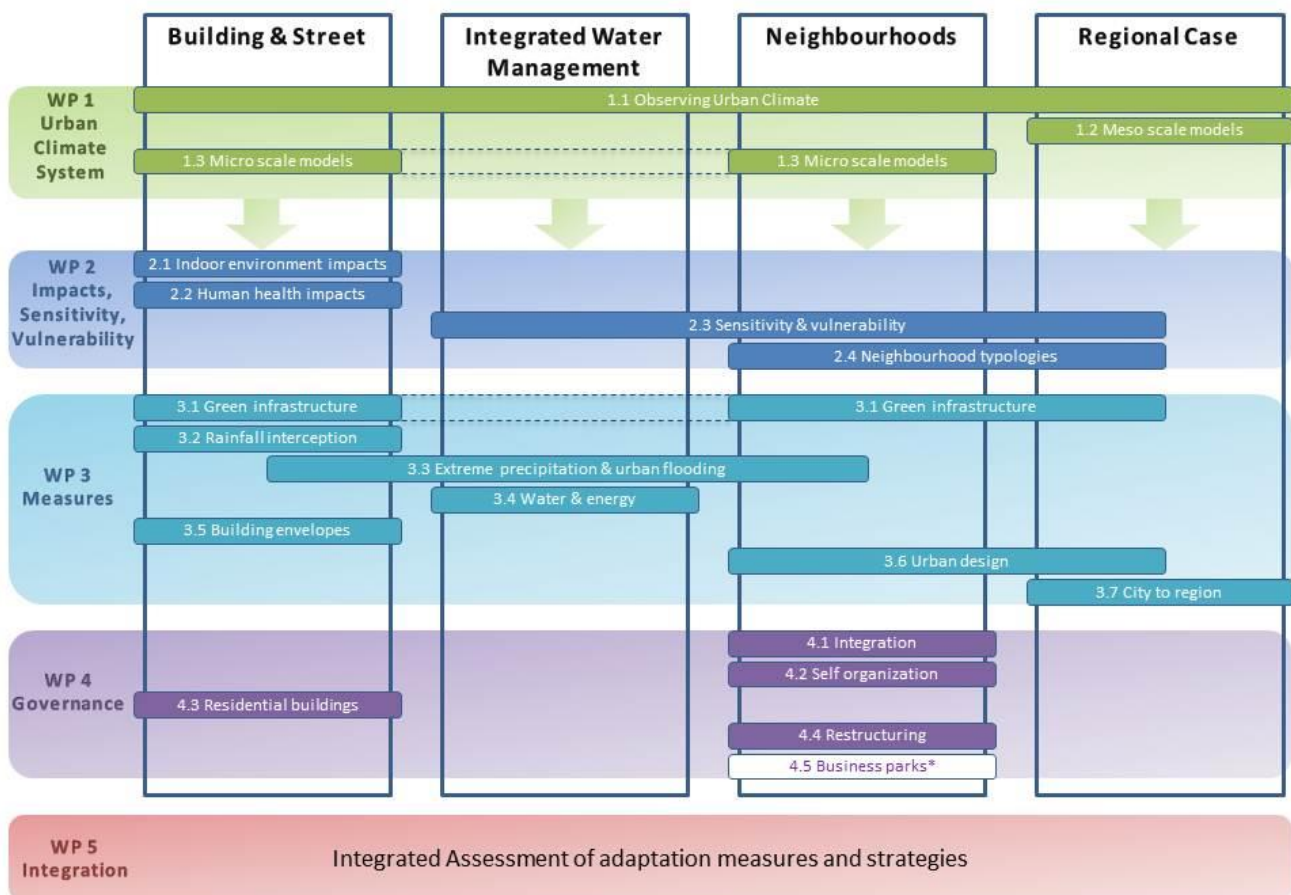 Building & Street
Integrated Water
Management
Neighbourhoods
Regional Case
WP 1
Urban
Climate
System
1.1 Observing Urban Climate
1.2 Meso scale models
1.3 Micro scale models
1.3 Micro scale models
WP 2
Impacts,
Sensitivity,
Vulnerability
2.1 Indoor environment impacts
2.2 Human health impacts
2.3 Sensitivity & vulnerability
2.4 Neighbourhood typologies
WP 3
Measures
3.1 Green infrastructure
3.1 Green infrastructure
3.2 Rainfall interception
3.3 Extreme precipitation & urban flooding
3.4 Water & energy
3.5 Building envelopes
3.6 Urban design
3.7 City to region
WP 4
Governance
4.1 Integration
4.2 Self organization
4.3 Residential buildings
4.4 Restructuring
4.5 Business parks*
WP 5
Integration
Integrated Assessment of adaptation measures and strategies